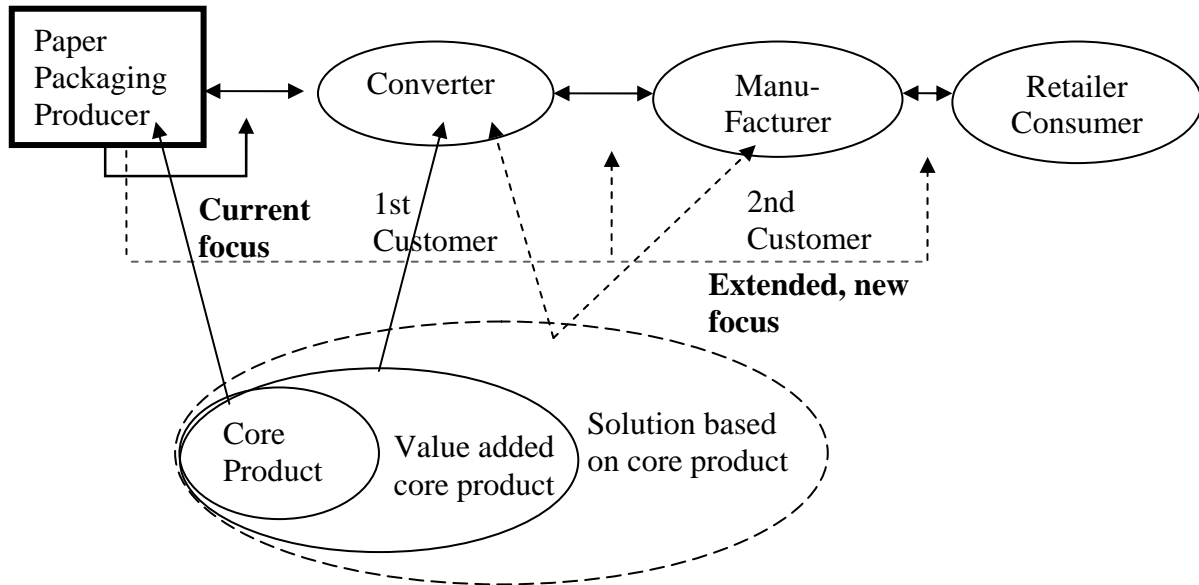 Paper
Packaging
Producer
Converter
Manu-
Facturer
Retailer
Consumer
Current
focus
1st
Customer
2nd
Customer
Extended, new
focus
Core
Product
Value added
core product
Solution based
on core product